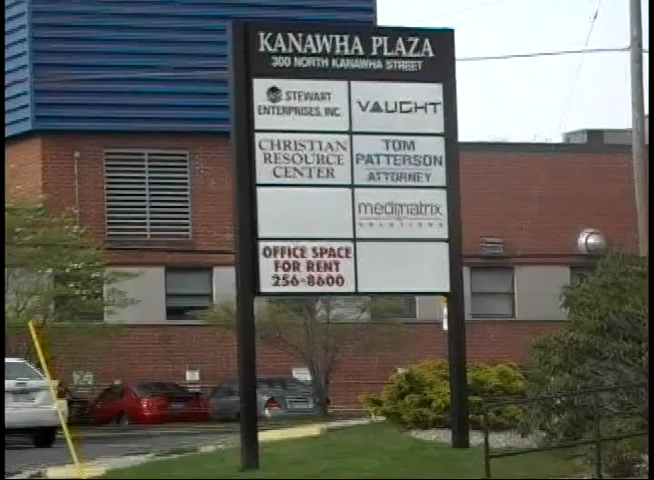 KANAWHA PLAZA
300 NORTH KANAWHA STREET
STEWART
ENTERPRISES, INC.
VAUGHT
CHRISTIAN
RESOURCE
CENTER
TOM
PATTERSON
ATTORNEY
medimatrix
SOLUTIONS
OFFICE SPACE
FOR RENT
256-8600